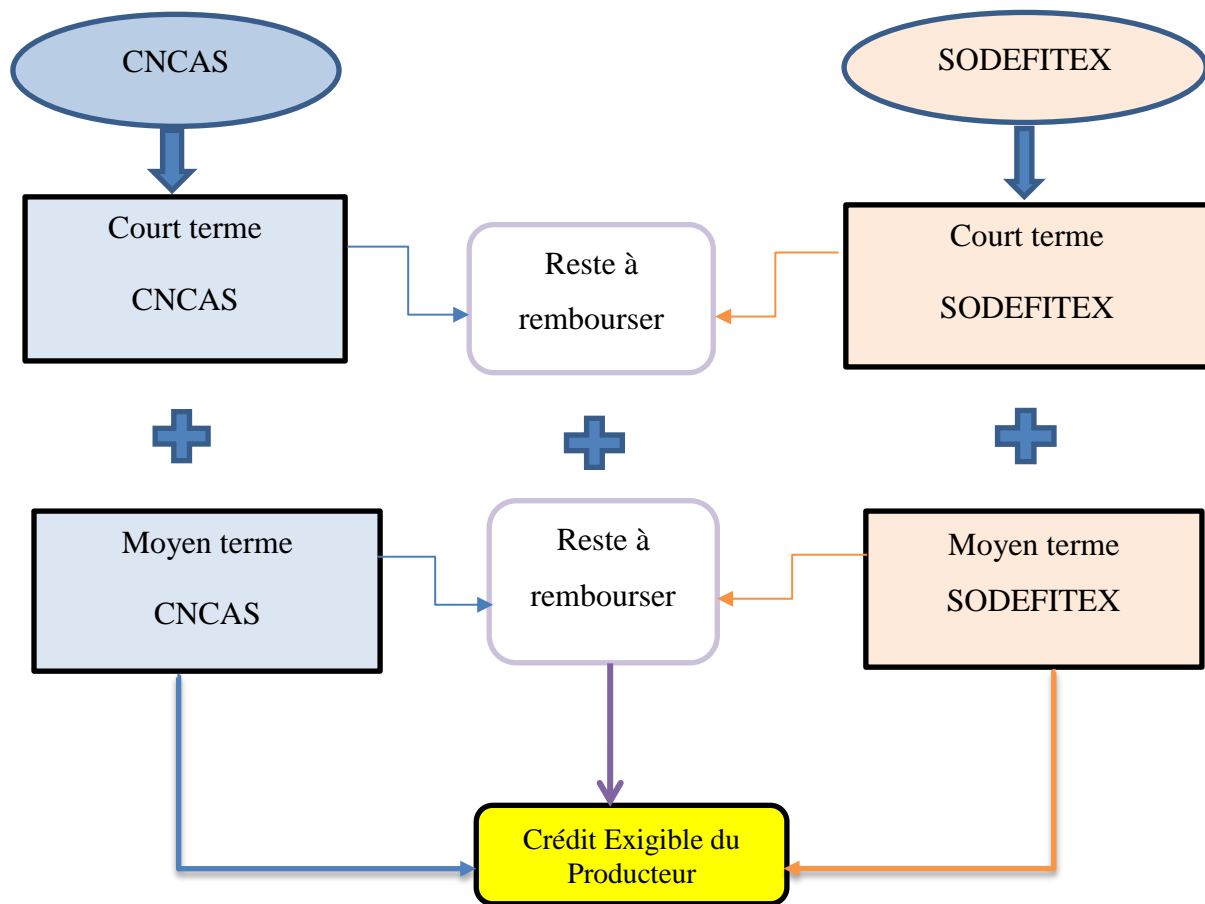 CNCAS
SODEFITEX
Court terme
CNCAS
Reste à
rembourser
Court terme
SODEFITEX
Moyen terme
CNCAS
Reste à
rembourser
Moyen terme
SODEFITEX
Crédit Exigible du
Producteur